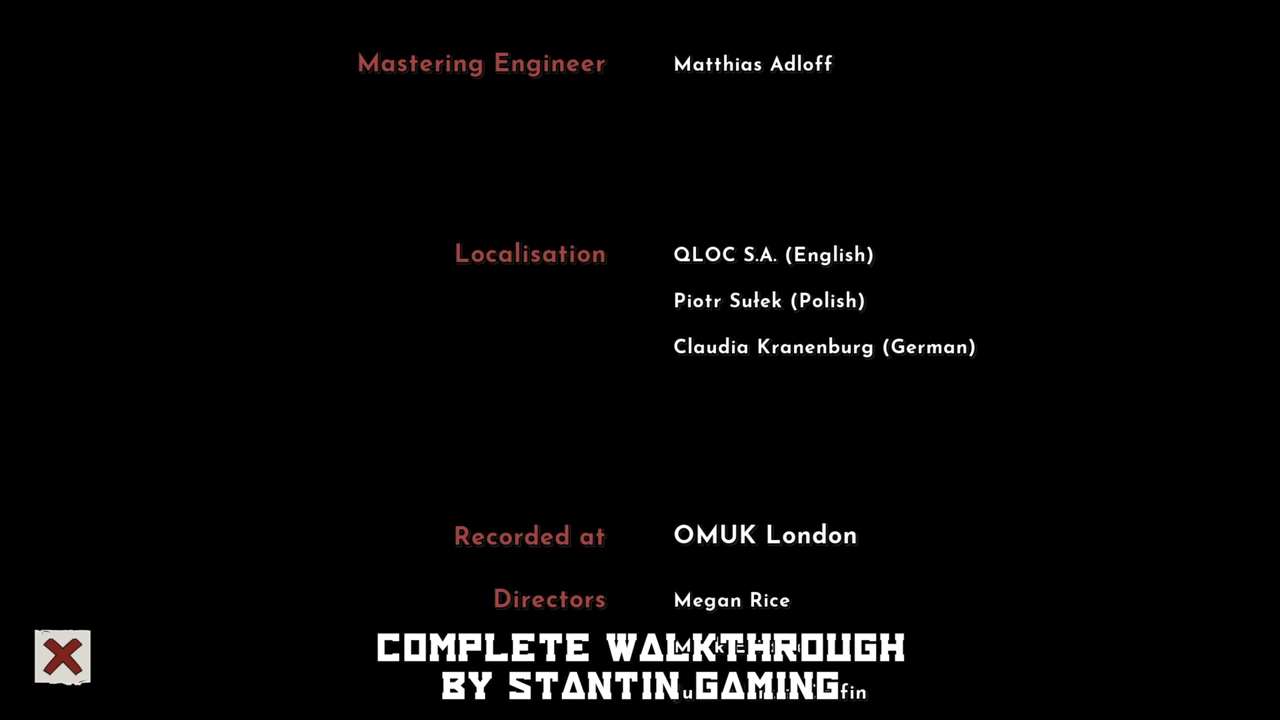 Mastering Engineer Matthias Adloff
Localisation QLOC S.A. (English)
Piotr Sułek (Polish)
Claudia Kranenburg (German)
Recorded at OMUK London
Directors Megan Rice
COMPLETE WALKTHROUGH
BY STANTIN.GAMING